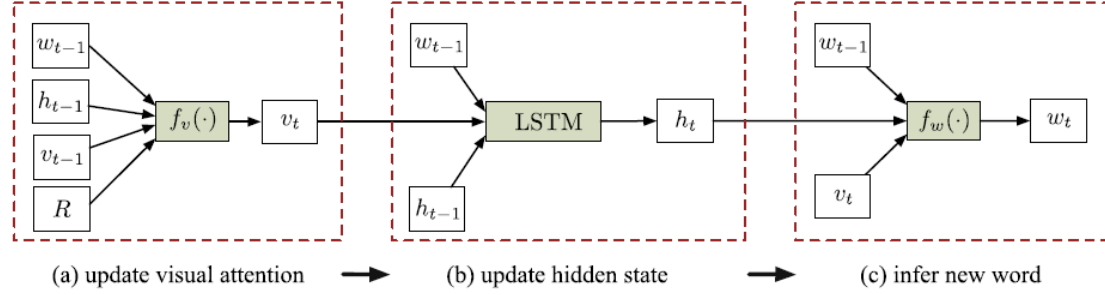 w_{t−1}
h_{t−1}
v_{t−1}
R
f_v(·)
v_t
w_{t−1}
h_{t−1}
LSTM
h_t
w_{t−1}
v_t
f_w(·)
w_t
(a) update visual attention
(b) update hidden state
(c) infer new word